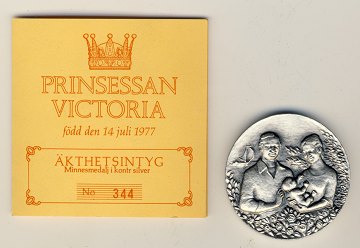 PRINSESSAN
VICTORIA
född den 14 juli 1977
ÄKTHETSINTYG
Minnesmedalj i kontr silver
No 344